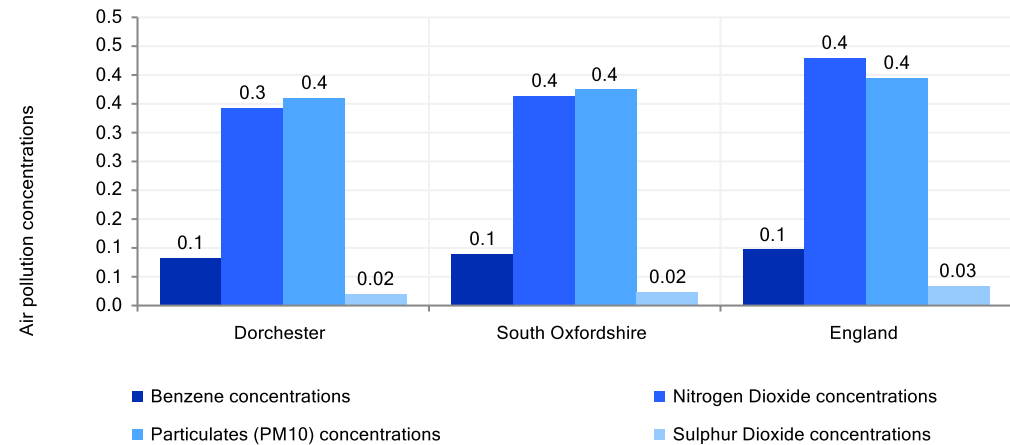 Air pollution concentrations
0.5
0.5
0.4
0.4
0.3
0.3
0.2
0.2
0.1
0.1
0.0
0.1
0.3
0.4
0.02
0.1
0.4
0.4
0.02
0.1
0.4
0.4
0.03
Dorchester
South Oxfordshire
England
Benzene concentrations
Nitrogen Dioxide concentrations
Particulates (PM10) concentrations
Sulphur Dioxide concentrations